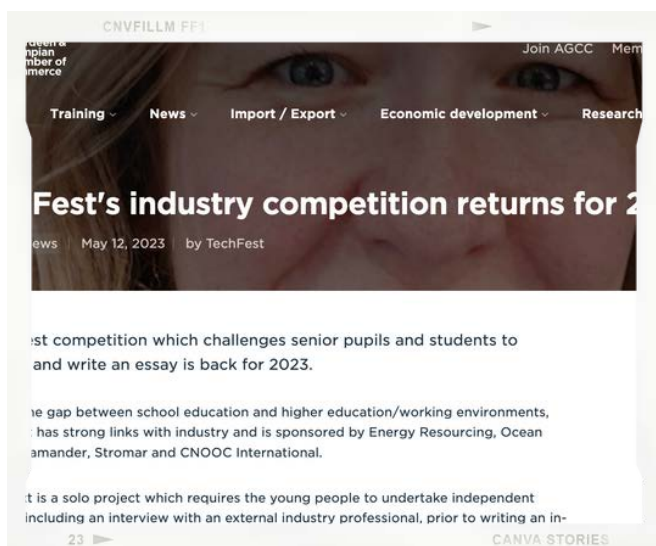 CNVFILLM FF1
rdeen &
mpian
mber of
merce
Join AGCC Mem
Training News Import / Export Economic development Research
Fest's industry competition returns for 2
ews May 12, 2023 by TechFest
est competition which challenges senior pupils and students to
and write an essay is back for 2023.
he gap between school education and higher education/working environments,
has strong links with industry and is sponsored by Energy Resourcing, Ocean
amander, Stromar and CNOOC International.
ct is a solo project which requires the young people to undertake independent
including an interview with an external industry professional, prior to writing an in-
23
CANVA STORIES